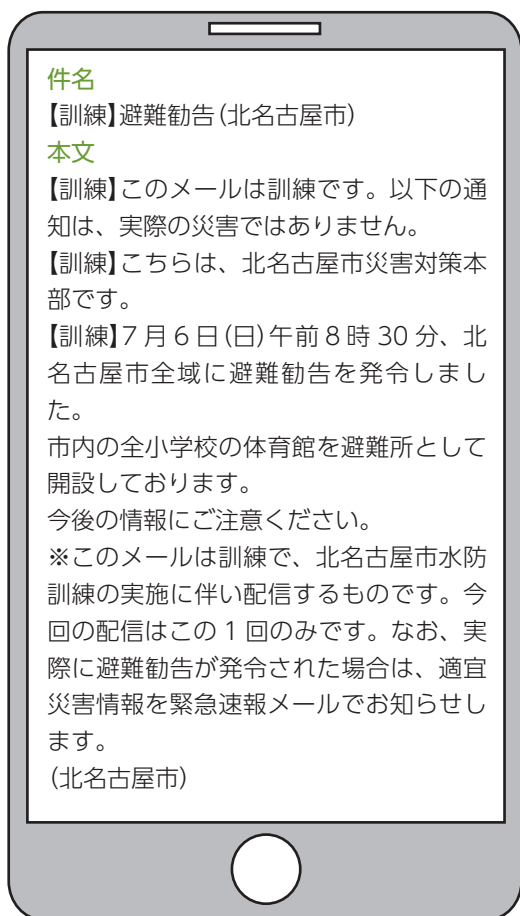 件名
【訓練】避難勧告(北名古屋市)
本文
【訓練】このメールは訓練です。以下の通
知は、実際の災害ではありません。
【訓練】こちらは、北名古屋市災害対策本
部です。
【訓練】7月6日(日)午前8時30分、北
名古屋市全域に避難勧告を発令しまし
た。
市内の全小学校の体育館を避難所として
開設しております。
今後の情報にご注意ください。
※このメールは訓練で、北名古屋市水防
訓練の実施に伴い配信するものです。今
回の配信はこの1回のみです。なお、実
際に避難勧告が発令された場合は、適宜
災害情報を緊急速報メールでお知らせし
ます。
(北名古屋市)